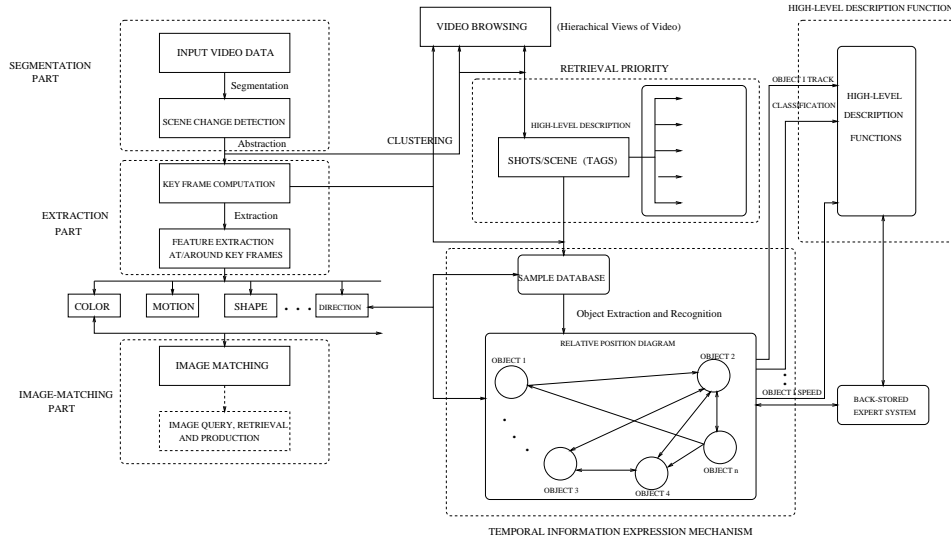 HIGH-LEVEL DESCRIPTION FUNCTION
VIDEO BROWSING
(Hierachical Views of Video)
SEGMENTATION
PART
INPUT VIDEO DATA
Segmentation
SCENE CHANGE DETECTION
Abstraction
CLUSTERING
RETRIEVAL PRIORITY
HIGH-LEVEL DESCRIPTION
SHOTS/SCENE (TAGS)
OBJECT 1 TRACK
CLASSIFICATION
HIGH-LEVEL
DESCRIPTION
FUNCTIONS
EXTRACTION
PART
KEY FRAME COMPUTATION
Extraction
FEATURE EXTRACTION
AT/AROUND KEY FRAMES
COLOR
MOTION
SHAPE
. . .
DIRECTION
SAMPLE DATABASE
Object Extraction and Recognition
RELATIVE POSITION DIAGRAM
OBJECT 1
OBJECT 2
OBJECT 3
OBJECT 4
OBJECT n
OBJECT 1 SPEED
BACK-STORED
EXPERT SYSTEM
IMAGE-MATCHING
PART
IMAGE MATCHING
IMAGE QUERY, RETRIEVAL
AND PRODUCTION
TEMPORAL INFORMATION EXPRESSION MECHANISM